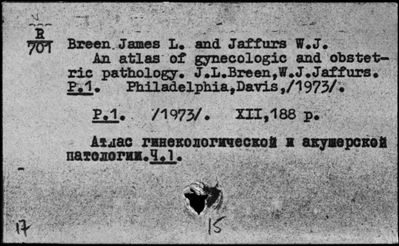 R
701
Breen James L. and Jaffurs W.J.
An atlas of gynecologic and obstet-
ric pathology. J.L.Breen,W.J.Jaffurs.
P.1. Philadelphia,Davis,/1973/.
P.1. /1973/. XII,188 p.
Атлас гинекологической и акушерской
патологии.Ч.1.
17
15